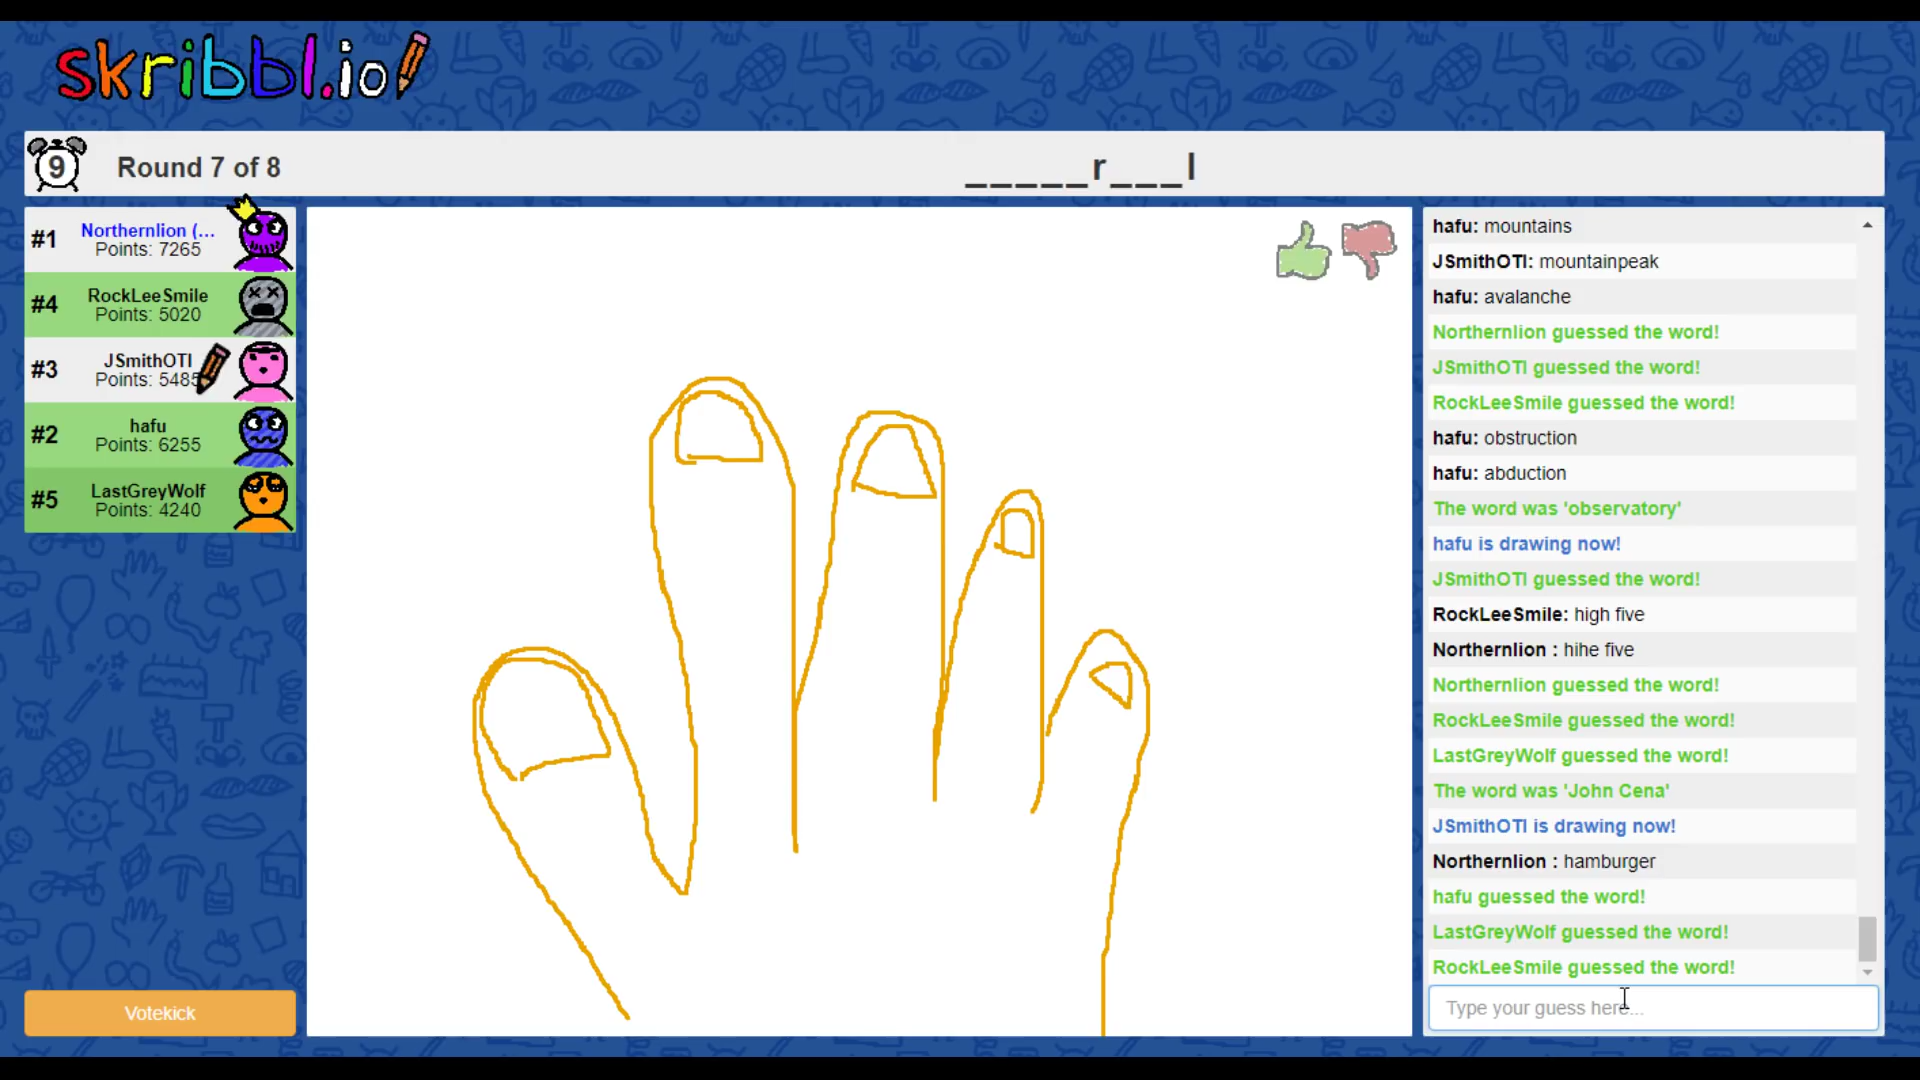 skribbl.io
9
Round 7 of 8
_____r___l
#1
Northernlion (...
Points: 7265
#4
RockLeeSmile
Points: 5020
#3
JSmithOTI
Points: 5485
#2
hafu
Points: 6255
#5
LastGreyWolf
Points: 4240
Votekick
hafu: mountains
JSmithOTI: mountainpeak
hafu: avalanche
Northernlion guessed the word!
JSmithOTI guessed the word!
RockLeeSmile guessed the word!
hafu: obstruction
hafu: abduction
The word was 'observatory'
hafu is drawing now!
JSmithOTI guessed the word!
RockLeeSmile: high five
Northernlion : hihe five
Northernlion guessed the word!
RockLeeSmile guessed the word!
LastGreyWolf guessed the word!
The word was 'John Cena'
JSmithOTI is drawing now!
Northernlion : hamburger
hafu guessed the word!
LastGreyWolf guessed the word!
RockLeeSmile guessed the word!
Type your guess here...